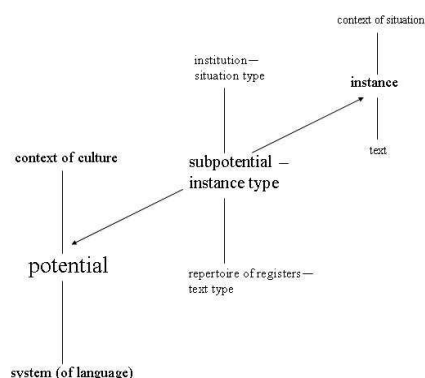 context of situation
institution—
situation type
instance
text
context of culture
subpotential —
instance type
potential
repertoire of registers—
text type
system (of language)